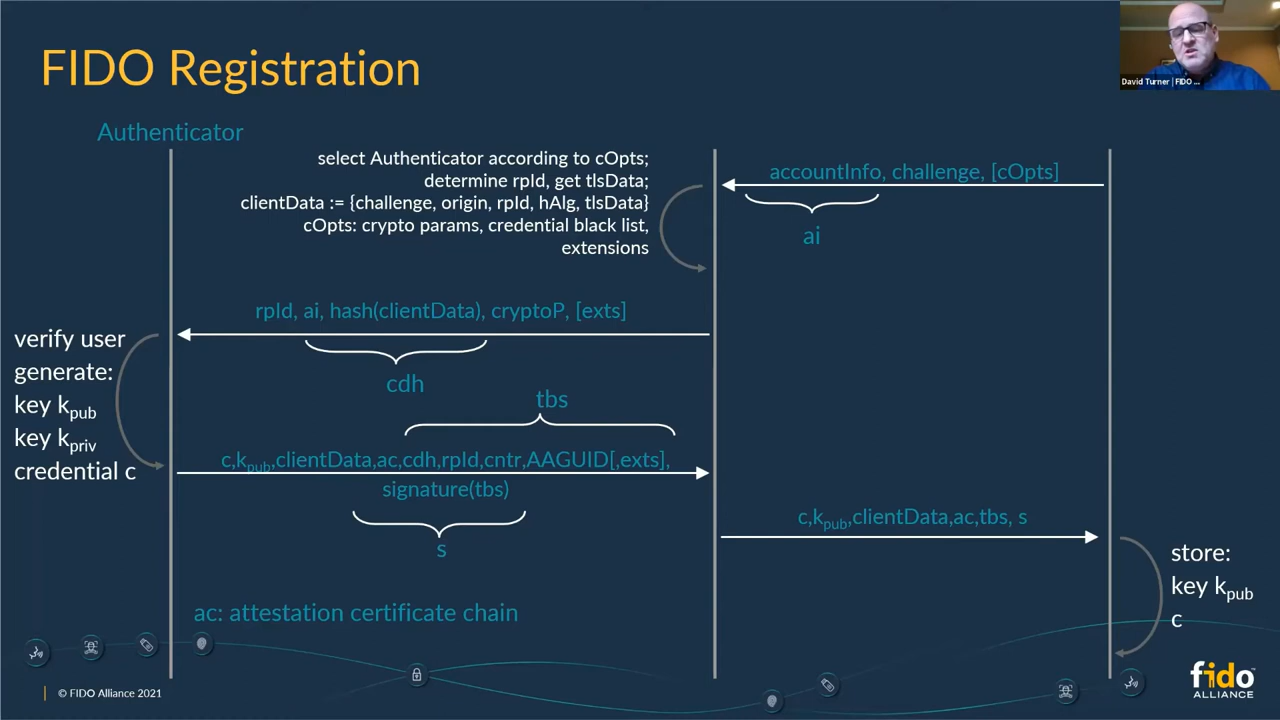 FIDO Registration
David Turner | FIDO ...
Authenticator
select Authenticator according to cOpts;
determine rpId, get tlsData;
clientData := {challenge, origin, rpId, hAlg, tlsData}
cOpts: crypto params, credential black list,
extensions
accountInfo, challenge, [cOpts]
ai
rpId, ai, hash(clientData), cryptoP, [exts]
cdh
verify user
generate:
key kpub
key kpriv
credential c
tbs
c,kpub,clientData,ac,cdh,rpId,cntr,AAGUID[,exts],
signature(tbs)
s
c,kpub,clientData,ac,tbs, s
store:
key kpub
c
ac: attestation certificate chain
© FIDO Alliance 2021
fido
ALLIANCE